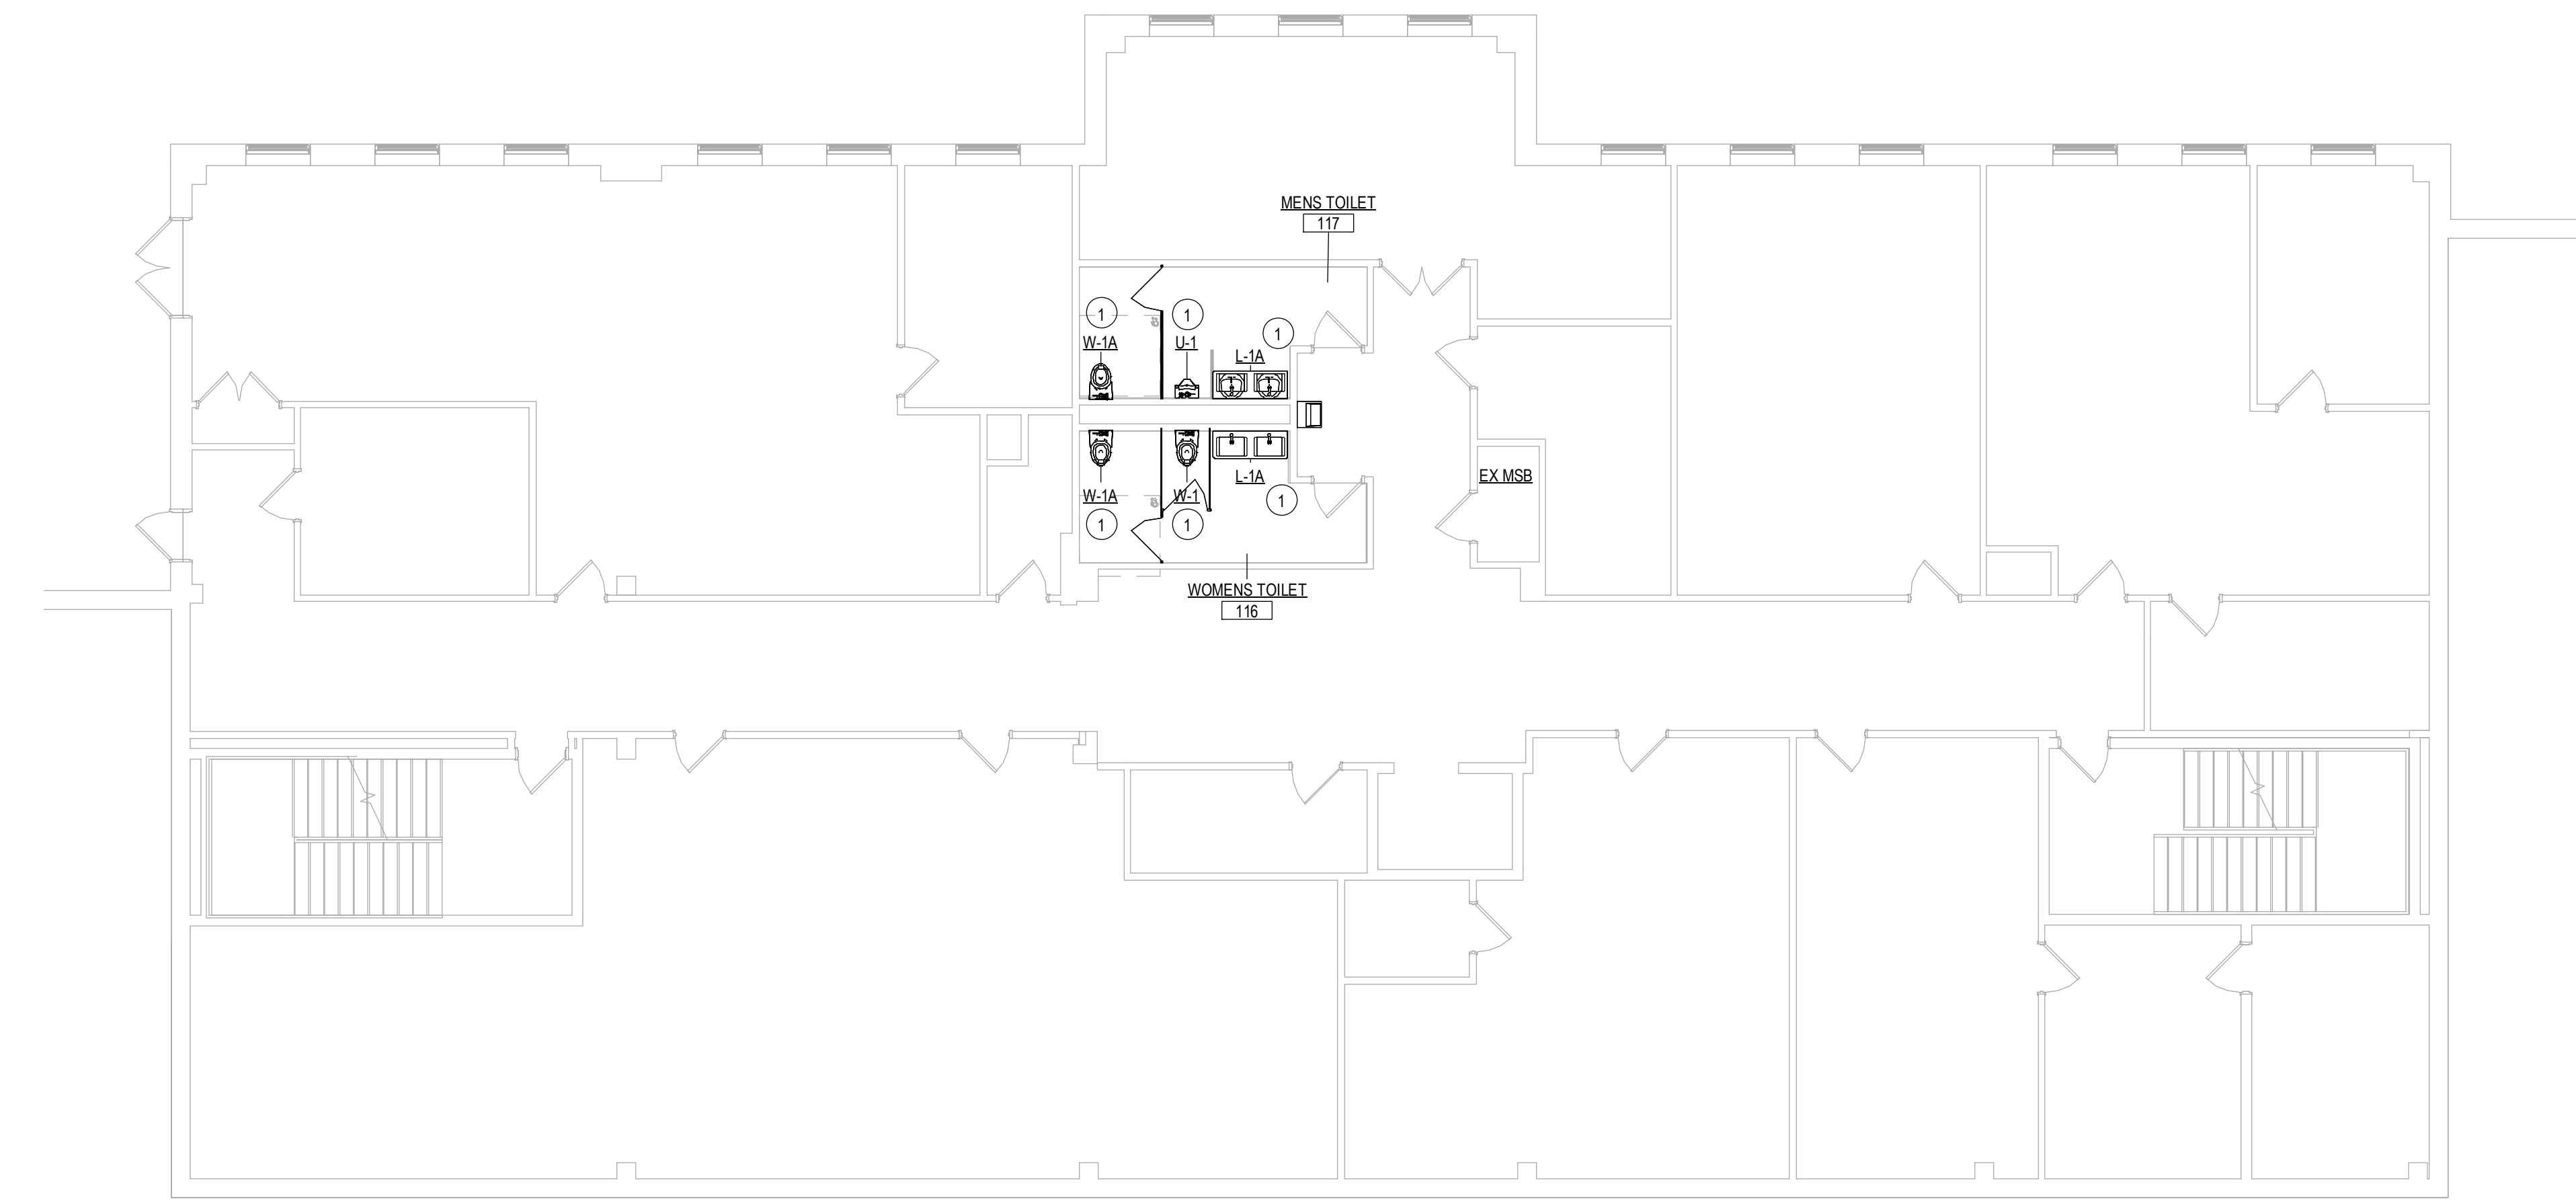 MENS TOILET
117
1
1
1
W-1A
U-1
L-1A
EX MSB
L-1A
W-1A
W-1
1
1
1
WOMENS TOILET
116